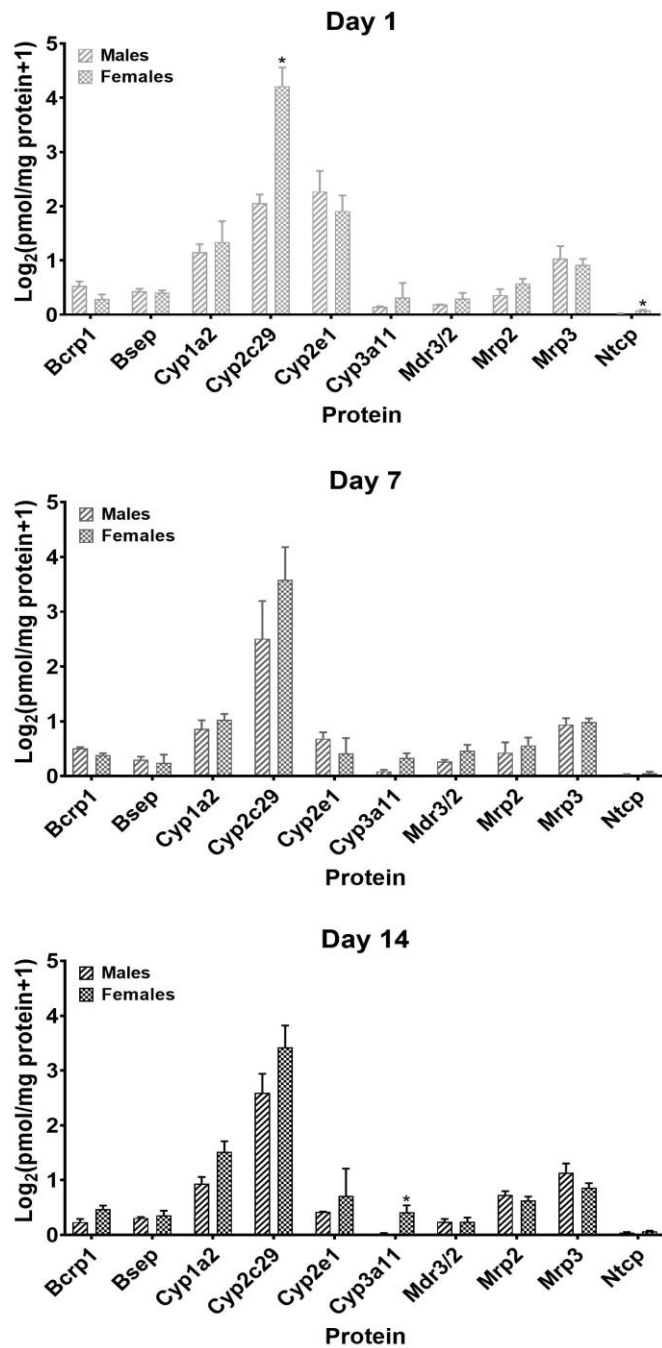 Day 1
Males
Females
Log₂(pmol/mg protein+1)
5
4
3
2
1
0
*
*
Bcrp1
Bsep
Cyp1a2
Cyp2c29
Cyp2e1
Cyp3a11
Mdr3/2
Mrp2
Mrp3
Ntcp
Protein
Day 7
Males
Females
Log₂(pmol/mg protein+1)
5
4
3
2
1
0
Bcrp1
Bsep
Cyp1a2
Cyp2c29
Cyp2e1
Cyp3a11
Mdr3/2
Mrp2
Mrp3
Ntcp
Protein
Day 14
Males
Females
Log₂(pmol/mg protein+1)
5
4
3
2
1
0
*
Bcrp1
Bsep
Cyp1a2
Cyp2c29
Cyp2e1
Cyp3a11
Mdr3/2
Mrp2
Mrp3
Ntcp
Protein